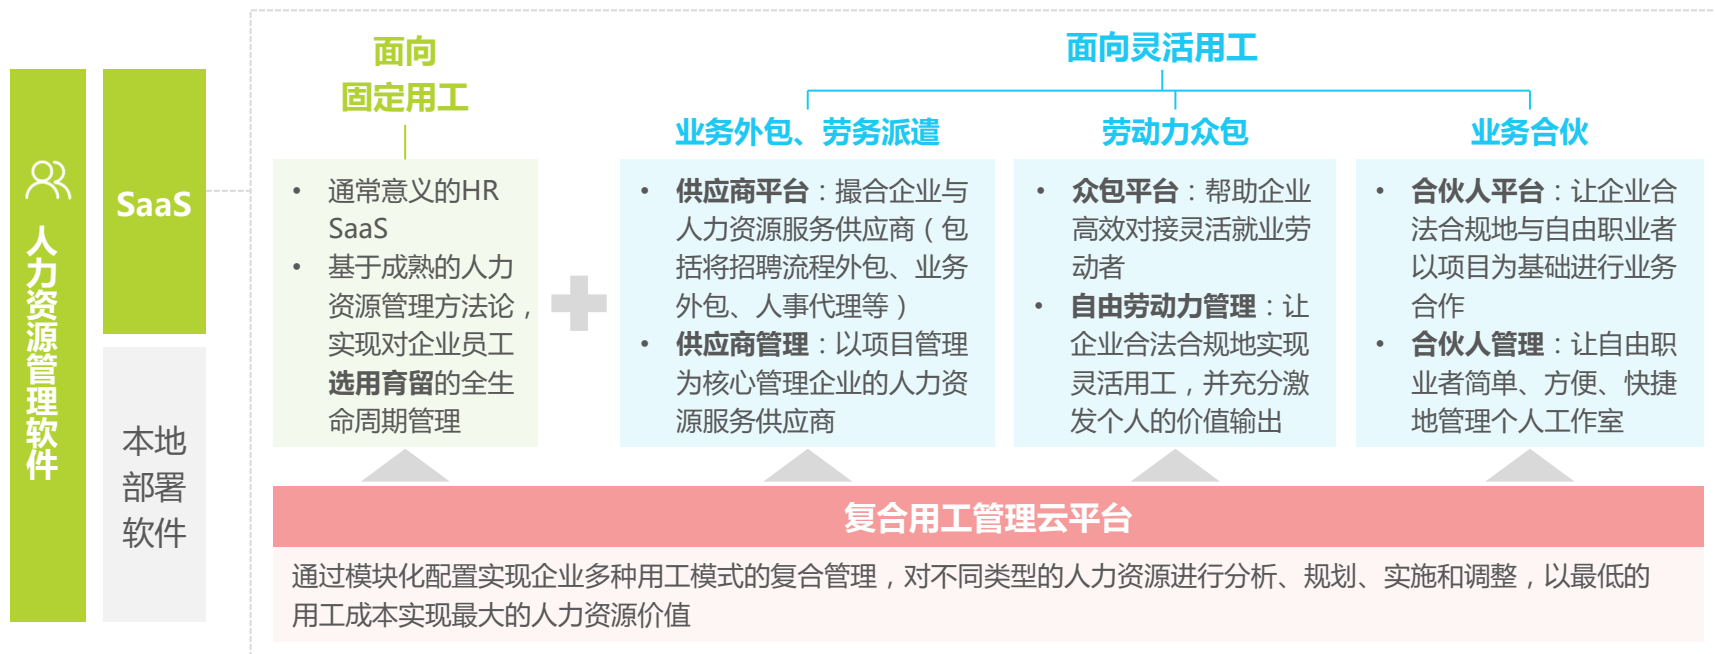 人力资源管理软件
SaaS
本地
部署
软件
面向
固定用工
• 通常意义的HR
SaaS
• 基于成熟的人力
资源管理方法论，
实现对企业员工
选用育留的全生
命周期管理
面向灵活用工
业务外包、劳务派遣
• 供应商平台：撮合企业与
人力资源服务供应商（包
括将招聘流程外包、业务
外包、人事代理等）
• 供应商管理：以项目管理
为核心管理企业的人力资
源服务供应商
劳动力众包
• 众包平台：帮助企业
高效对接灵活就业劳
动者
• 自由劳动力管理：让
企业合法合规地实现
灵活用工，并充分激
发个人的价值输出
业务合伙
• 合伙人平台：让企业合
法合规地与自由职业者
以项目为基础进行业务
合作
• 合伙人管理：让自由职
业者简单、方便、快捷
地管理个人工作室
复合用工管理云平台
通过模块化配置实现企业多种用工模式的复合管理，对不同类型的人力资源进行分析、规划、实施和调整，以最低的
用工成本实现最大的人力资源价值